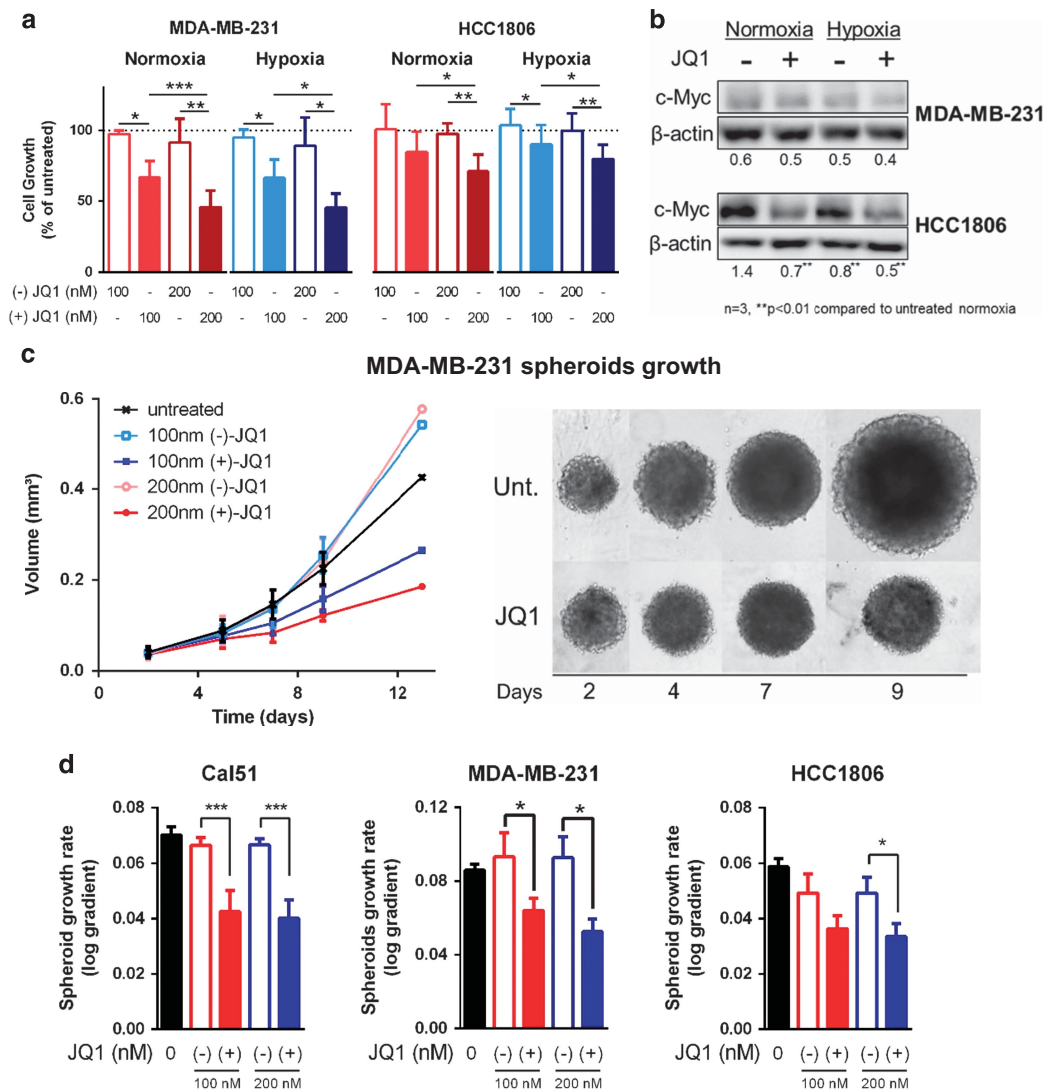 a
MDA-MB-231
HCC1806
Normoxia
Hypoxia
Normoxia
Hypoxia
*
***
**
*
*
*
*
**
*
*
**
Cell Growth
(% of untreated)
100
50
0
(-) JQ1 (nM) 100 - 200 - 100 - 200 - 100 - 200 - 100 - 200 -
(+) JQ1 (nM) - 100 - 200 - 100 - 200 - 100 - 200 - 100 - 200
b
Normoxia Hypoxia
JQ1 - + - +
c-Myc
MDA-MB-231
β-actin
0.6 0.5 0.5 0.4
c-Myc
HCC1806
β-actin
1.4 0.7** 0.8** 0.5**
n=3, **p<0.01 compared to untreated normoxia
c
MDA-MB-231 spheroids growth
Volume (mm³)
0.6
0.4
0.2
0.0
untreated
100nm (-)-JQ1
100nm (+)-JQ1
200nm (-)-JQ1
200nm (+)-JQ1
0 4 8 12
Time (days)
Unt.
JQ1
Days 2 4 7 9
d
Cal51
Spheroid growth rate
(log gradient)
0.08
0.06
0.04
0.02
0.00
***
***
JQ1 (nM) 0 (-) (+) (-) (+)
100 nM 200 nM
MDA-MB-231
Spheroids growth rate
(log gradient)
0.12
0.08
0.04
0.00
*
*
JQ1 (nM) 0 (-) (+) (-) (+)
100 nM 200 nM
HCC1806
Spheroid growth rate
(log gradient)
0.08
0.06
0.04
0.02
0.00
*
JQ1 (nM) 0 (-) (+) (-) (+)
100 nM 200 nM